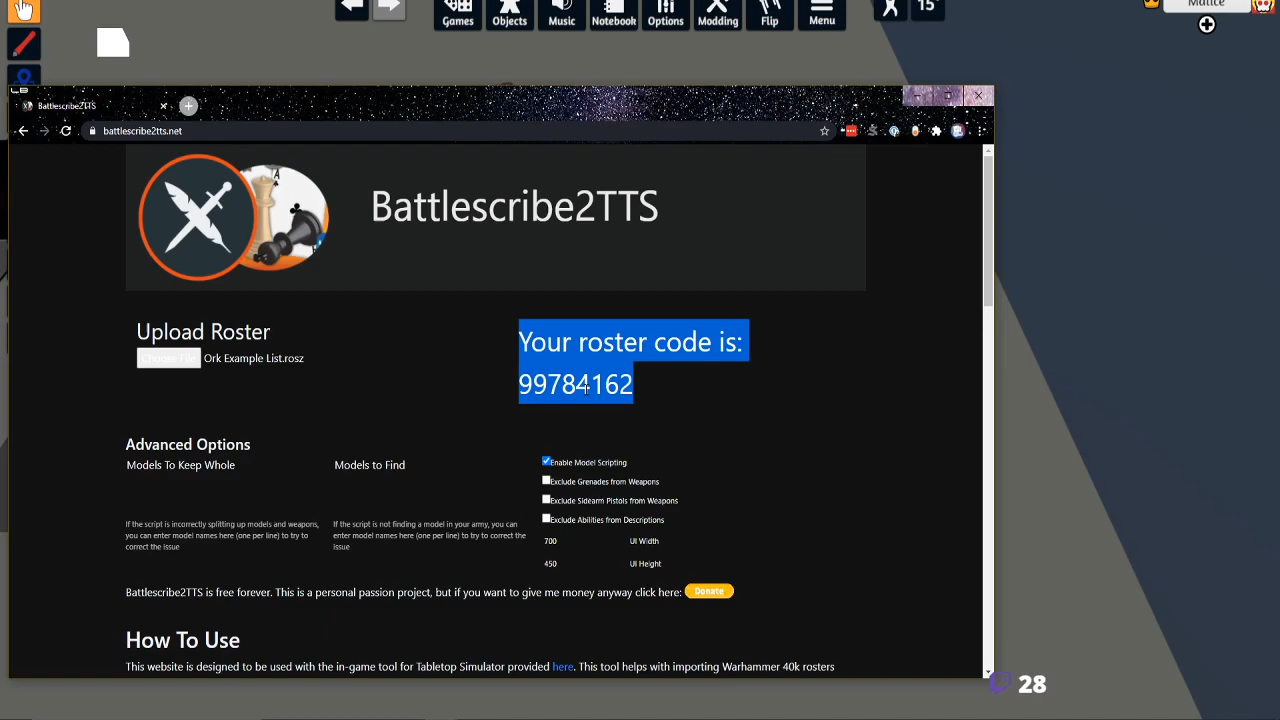 15°
Malice
Games
Objects
Music
Notebook
Options
Modding
Flip
Menu
Battlescribe2TTS
battlescribe2tts.net
A
Battlescribe2TTS
Upload Roster
Choose File Ork Example List.rosz
Your roster code is:
99784162
Advanced Options
Models To Keep Whole
Models to Find
If the script is incorrectly splitting up models and weapons,
you can enter model names here (one per line) to try to
correct the issue
If the script is not finding a model in your army, you can
enter model names here (one per line) to try to correct the
issue
Enable Model Scripting
Exclude Grenades from Weapons
Exclude Sidearm Pistols from Weapons
Exclude Abilities from Descriptions
700 UI Width
450 UI Height
Battlescribe2TTS is free forever. This is a personal passion project, but if you want to give me money anyway click here: Donate
How To Use
This website is designed to be used with the in-game tool for Tabletop Simulator provided here. This tool helps with importing Warhammer 40k rosters
28